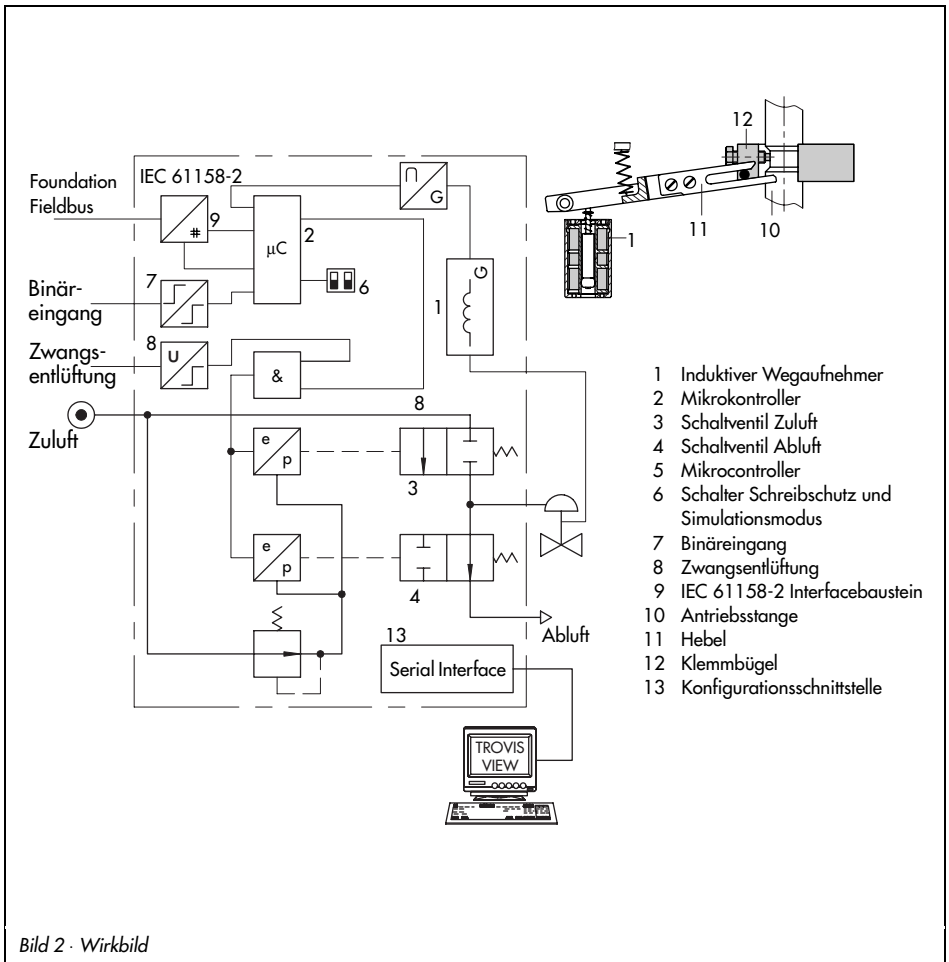 12
Foundation
Fieldbus
IEC 61158-2
#
9
μC
2
∩
G
11
10
1
6
Binär-
eingang
7
1
G
Zwangs-
entlüftung
8
U
&
8
Zuluft
e
p
3
e
p
4
Abluft
13
Serial Interface
TROVIS
VIEW
1 Induktiver Wegaufnehmer
2 Mikrokontroller
3 Schaltventil Zuluft
4 Schaltventil Abluft
5 Mikrocontroller
6 Schalter Schreibschutz und
Simulationsmodus
7 Binäreingang
8 Zwangsentlüftung
9 IEC 61158-2 Interfacebaustein
10 Antriebsstange
11 Hebel
12 Klemmbügel
13 Konfigurationsschnittstelle
Bild 2 · Wirkbild